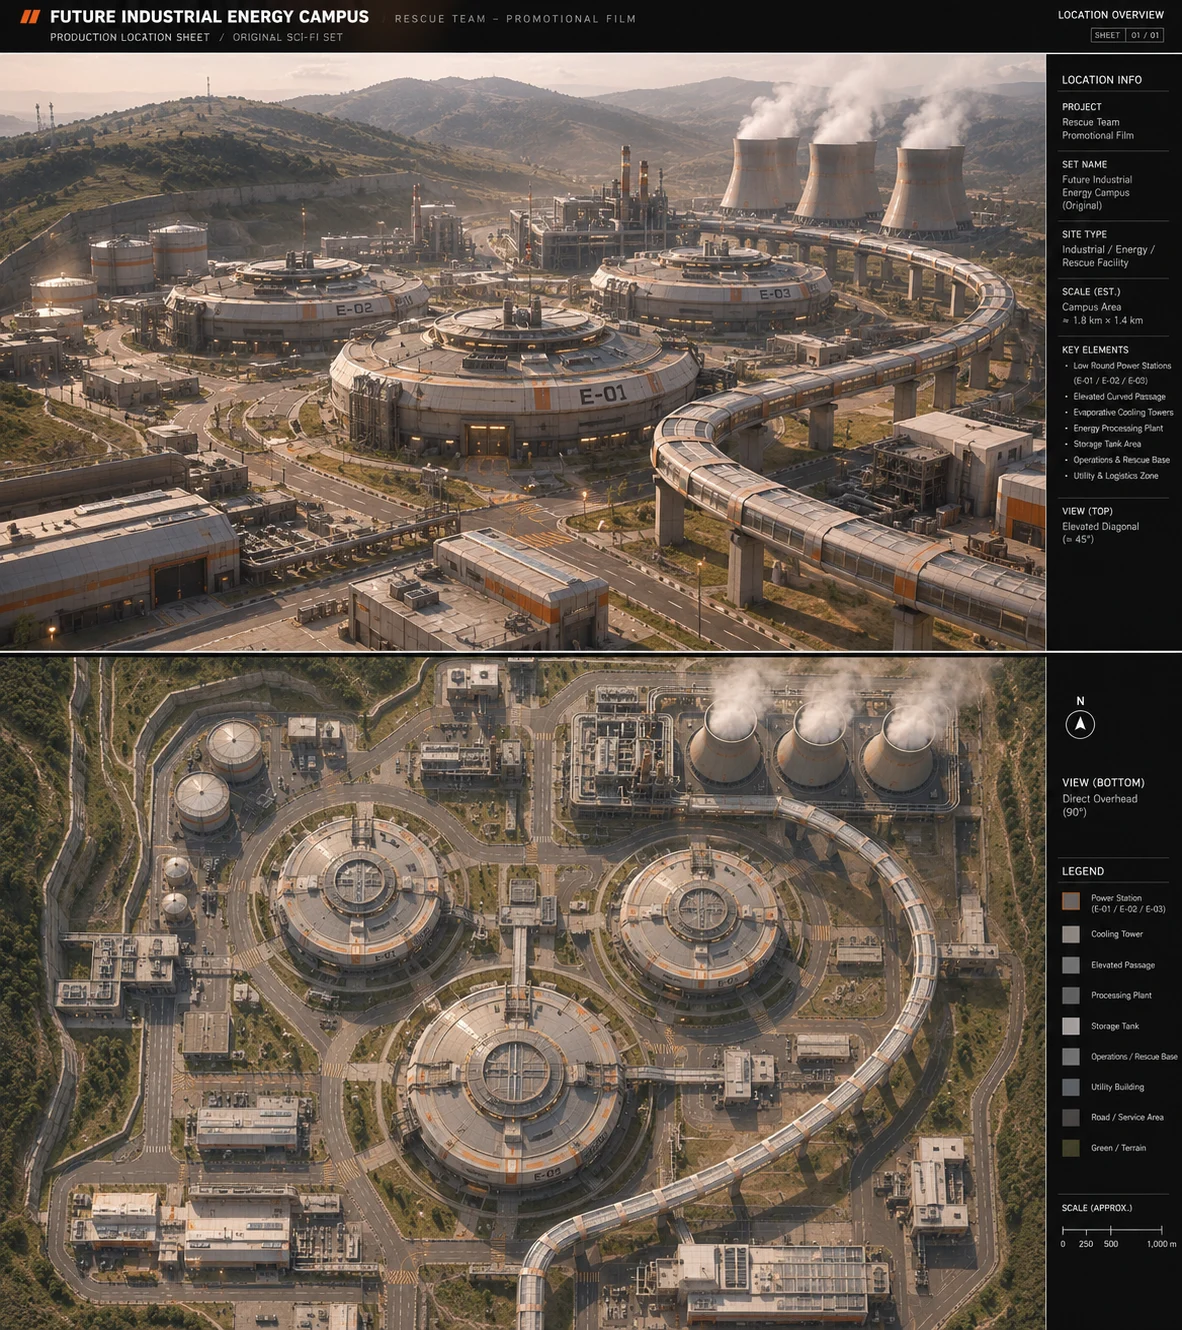 FUTURE INDUSTRIAL ENERGY CAMPUS / RESCUE TEAM – PROMOTIONAL FILM
PRODUCTION LOCATION SHEET / ORIGINAL SCI-FI SET
LOCATION OVERVIEW
SHEET 01 / 01
E-02
E-03
E-01
LOCATION INFO
PROJECT
Rescue Team
Promotional Film
SET NAME
Future Industrial
Energy Campus
(Original)
SITE TYPE
Industrial / Energy /
Rescue Facility
SCALE (EST.)
Campus Area
≈ 1.8 km × 1.4 km
KEY ELEMENTS
• Low Round Power Stations
(E-01 / E-02 / E-03)
• Elevated Curved Passage
• Evaporative Cooling Towers
• Energy Processing Plant
• Storage Tank Area
• Operations & Rescue Base
• Utility & Logistics Zone
VIEW (TOP)
Elevated Diagonal
(≈ 45°)
E-01
N
VIEW (BOTTOM)
Direct Overhead
(90°)
LEGEND
Power Station
(E-01 / E-02 / E-03)
Cooling Tower
Elevated Passage
Processing Plant
Storage Tank
Operations / Rescue Base
Utility Building
Road / Service Area
Green / Terrain
SCALE (APPROX.)
0 250 500 1,000 m